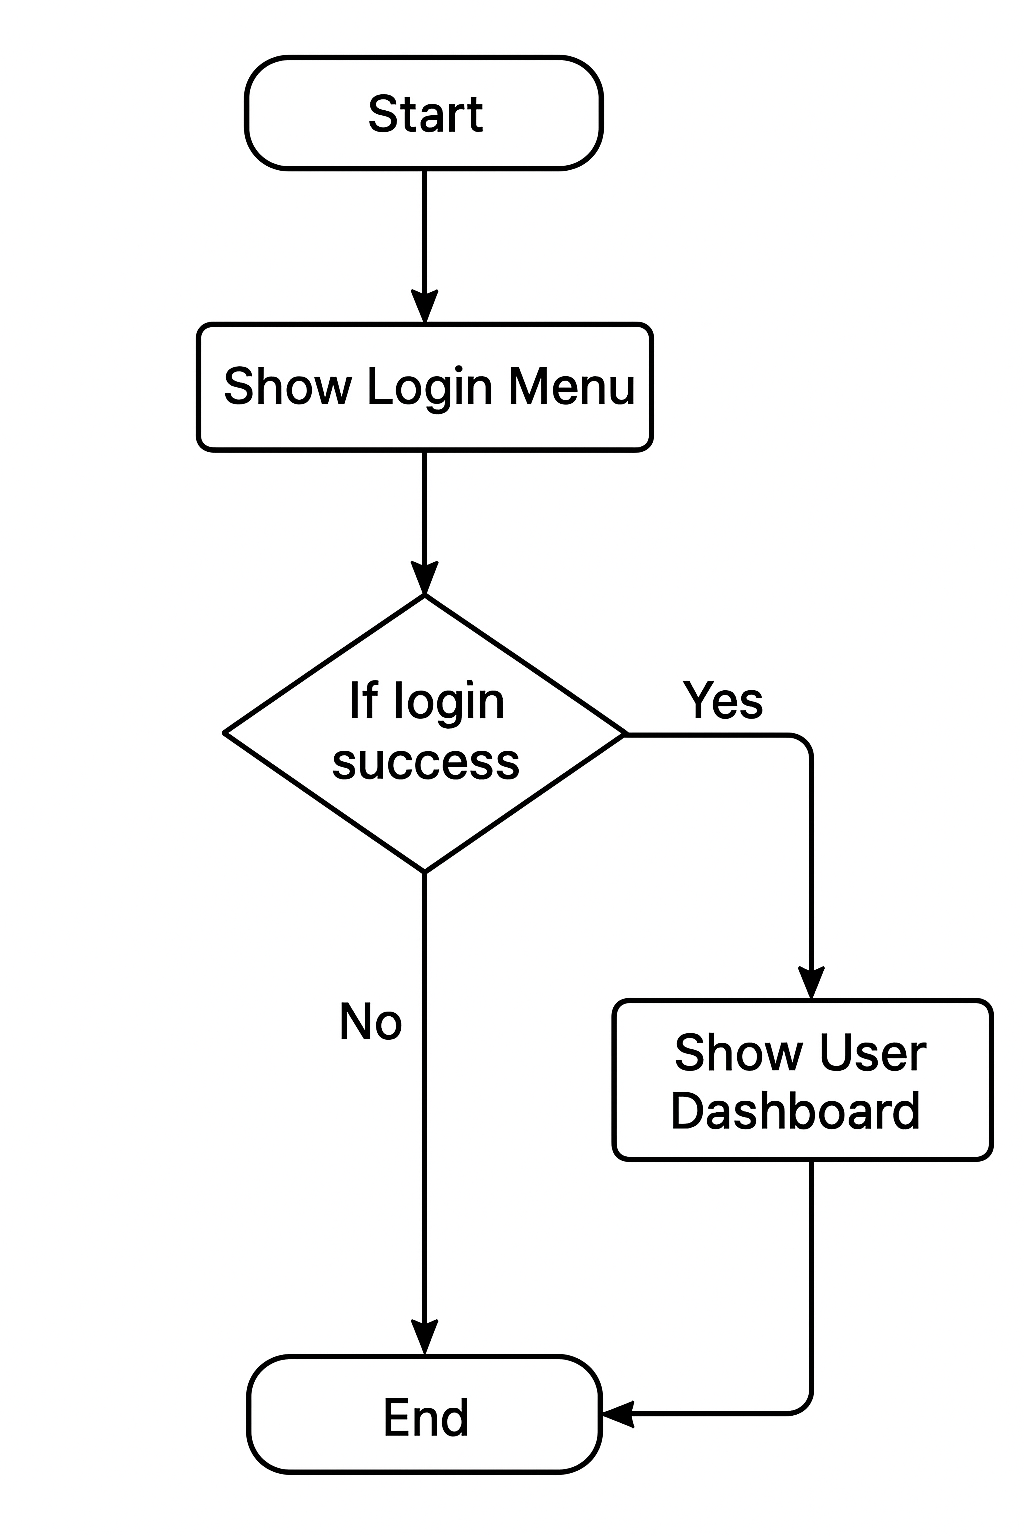 Start
Show Login Menu
If login
success
Yes
No
Show User
Dashboard
End